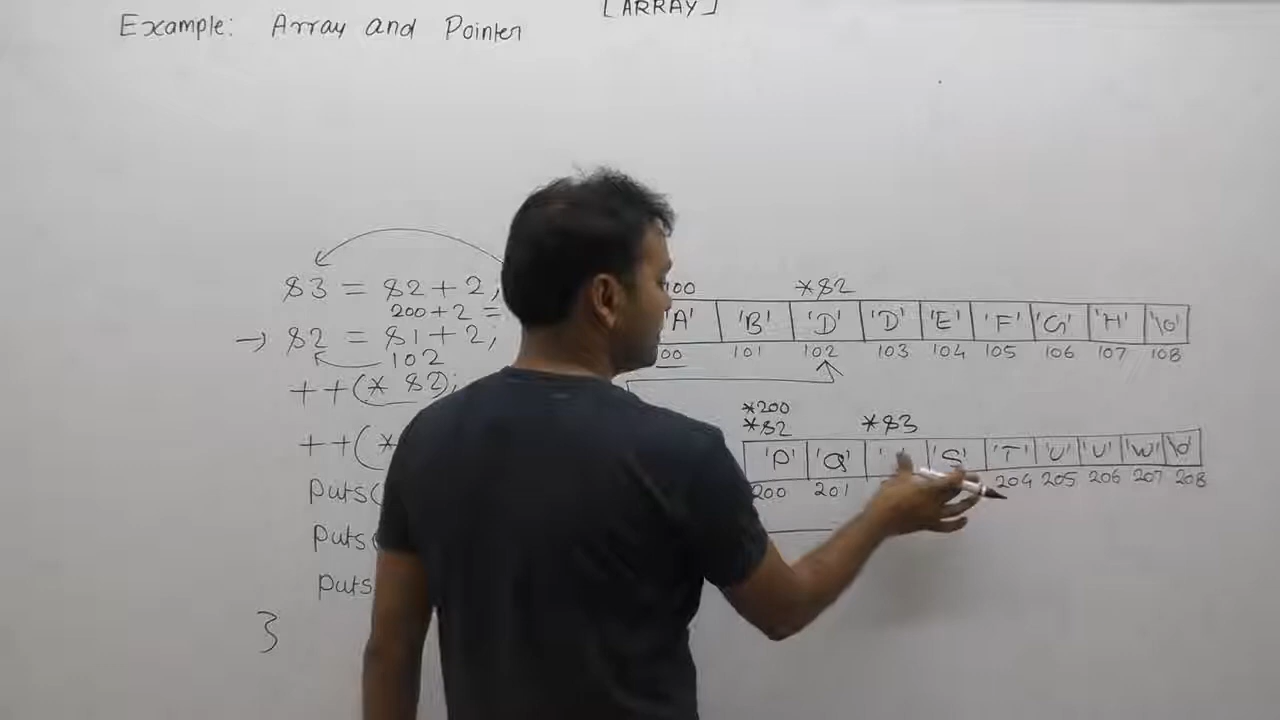 [ARRAY]
Example: Array and Pointer
S3 = S2 + 2;
200 + 2 =
→ S2 = S1 + 2;
102
++(* S2);
++(*
puts(
puts(
puts
}
00 *S2
'A' 'B' 'D' 'D' 'E' 'F' 'G' 'H' '\0'
00 101 102 103 104 105 106 107 108
*200
*S2 *S3
'P' 'Q' 'S' 'T' 'U' 'V' 'W' \0'
200 201 204 205 206 207 208